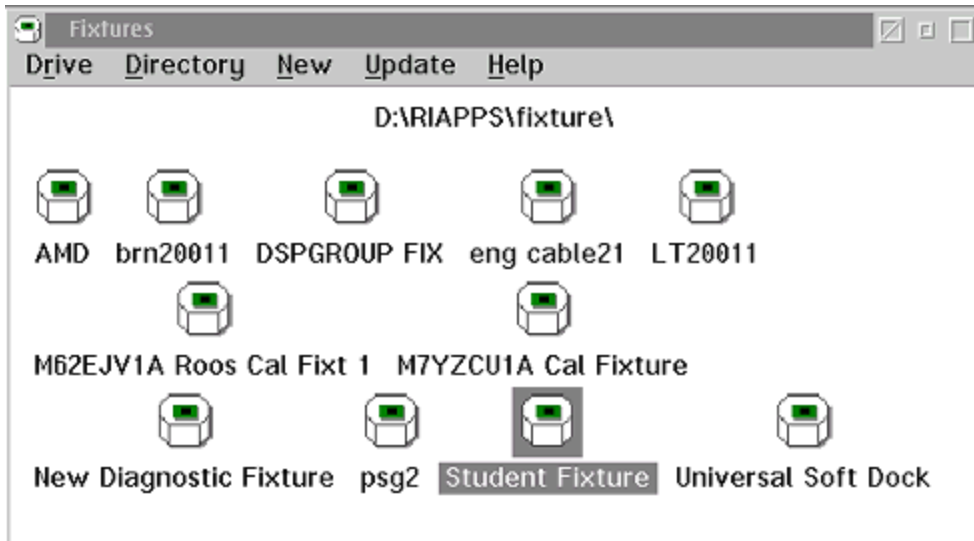 Fixtures
Drive Directory New Update Help
D:\RIAPPS\fixture\
AMD brn20011 DSPGROUP FIX eng cable21 LT20011
M62EJV1A Roos Cal Fixt 1 M7YZCU1A Cal Fixture
New Diagnostic Fixture psg2 Student Fixture Universal Soft Dock